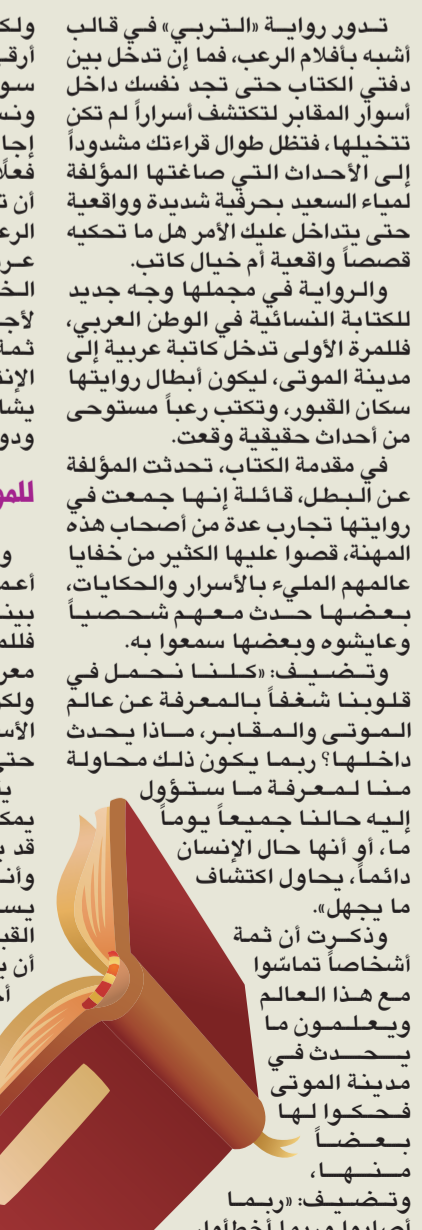 تـدور روايـة «الـتـربـي» فـي قـالـب
أشبه بأفلام الرعب، فما إن تدخل بين
دفتي الكتاب حتى تجد نفسك داخل
أسوار المقابر لتكتشف أسراراً لم تكن
تتخيلها، فتظل طوال قراءتك مشدوداً
إلى الأحداث التي صاغتها المؤلفة
لمياء السعيد بحرفية شديدة وواقعية
حتى يتداخل عليك الأمر هل ما تحكيه
قصصاً واقعية أم خيال كاتب.
والرواية في مجملها وجه جديد
للكتابة النسائية في الوطن العربي،
فللمرة الأولى تدخل كاتبة عربية إلى
مدينة الموتى، ليكون أبطال روايتها
سكان القبور، وتكتب رعباً مستوحى
من أحداث حقيقية وقعت.
في مقدمة الكتاب، تحدثت المؤلفة
عن البطل، قائلة إنها جمعت في
روايتها تجارب عدة من أصحاب هذه
المهنة، قصوا عليها الكثير من خفايا
عالمهم المليء بالأسرار والحكايات،
بعضها حدث معهم شخصياً
وعايشوه وبعضها سمعوا به.
وتضيف: «كلنا نحمل في
قلوبنا شغفاً بالمعرفة عن عالم
الموتى والمقابر، ماذا يحدث
داخلها؟ ربما يكون ذلك محاولة
منا لمعرفة ما ستؤول
إليه حالنا جميعاً يوماً
ما، أو أنها حال الإنسان
دائماً، يحاول اكتشاف
ما يجهل».
وذكرت أن ثمة
أشخاصاً تماسّوا
مع هذا العالم
ويعلمون ما
يحدث في
مدينة الموتى
فحكوا لها
بعضاً
منها،
وتضيف: «ربما